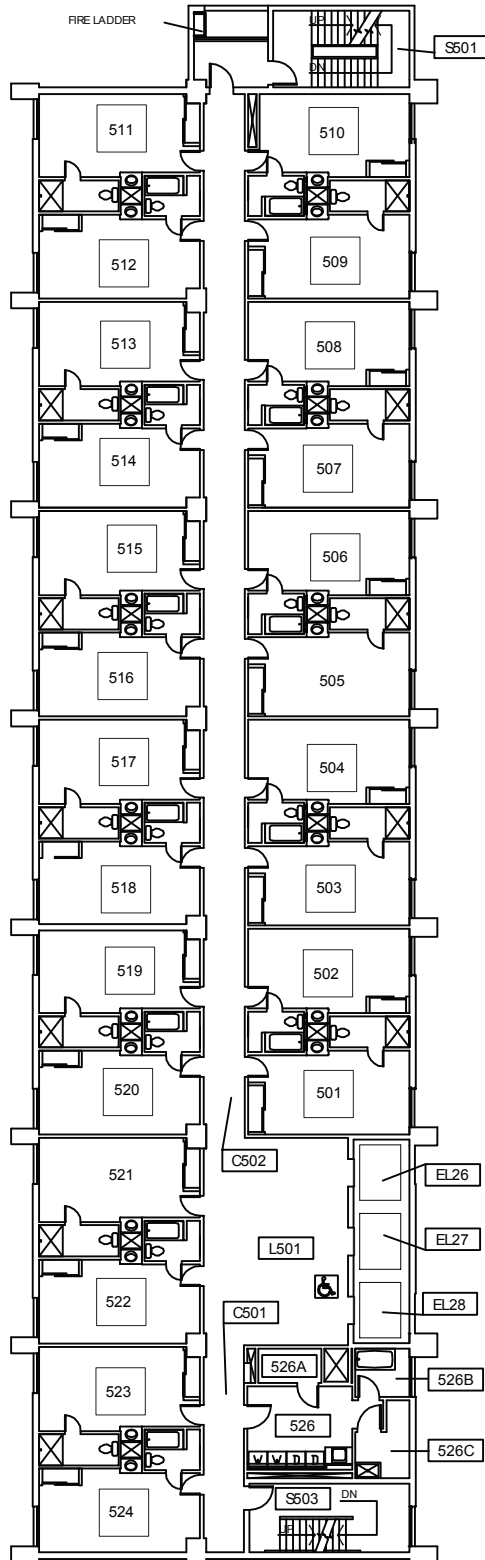 FIRE LADDER
UP
S501
DN
511
510
512
509
513
508
514
507
515
506
516
505
517
504
518
503
519
502
520
501
C502
521
EL26
L501
EL27
522
C501
EL28
523
526A
526B
526
526C
W W D D
524
S503
DN
UP